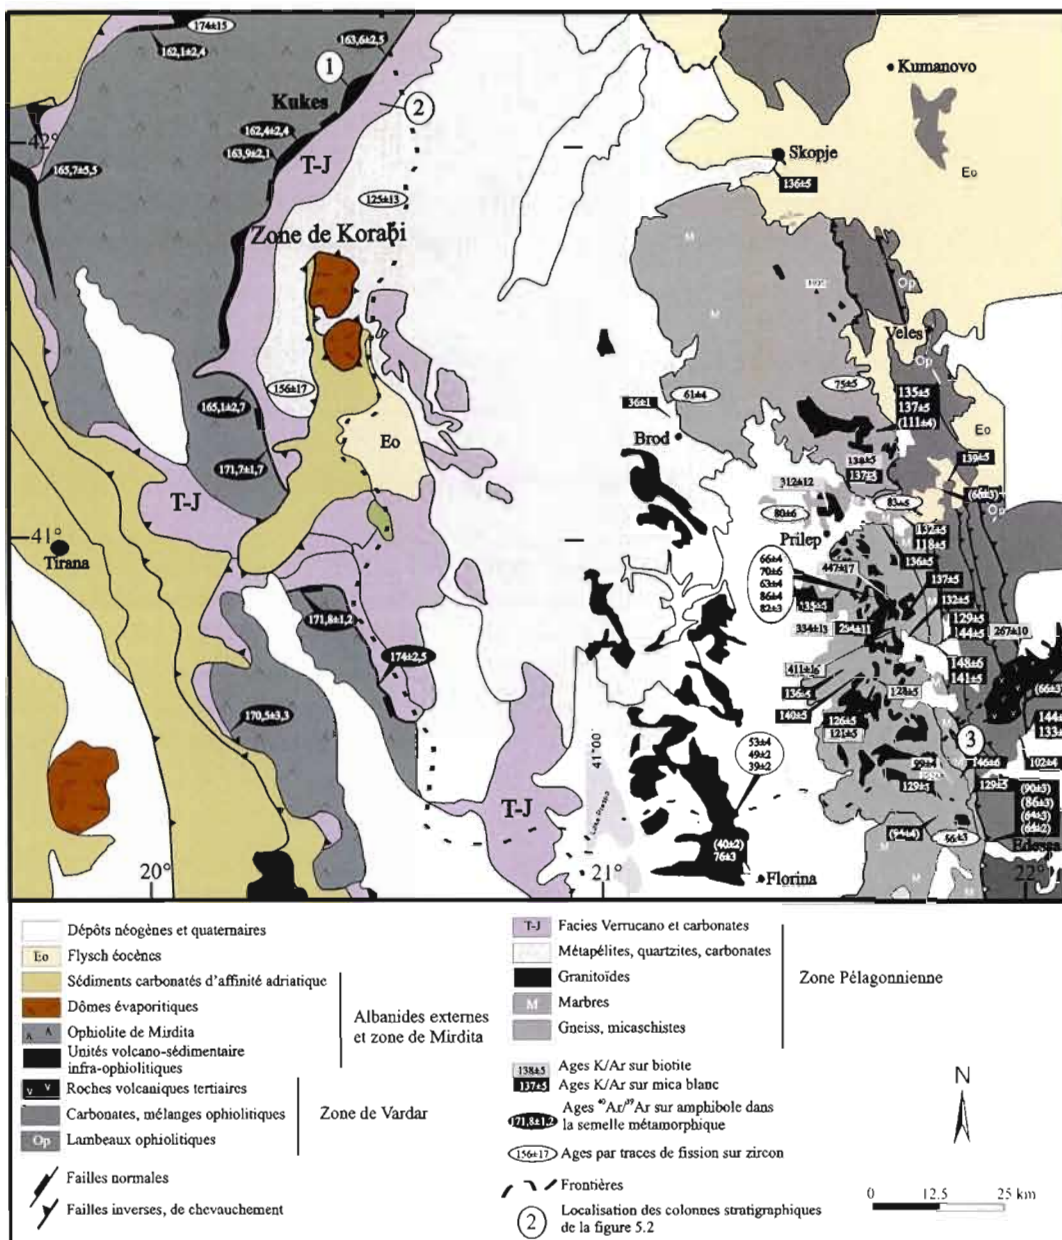 174±15
162,1±2,4
163,6±2,5
1
2
Kukes
42°
162,4±2,4
163,9±2,1
T-J
165,7±5,5
125±13
Zone de Korabi
156±17
165,1±2,7
171,7±1,7
Eo
T-J
41°
Tirana
171,8±1,2
174±2,5
170,5±3,3
T-J
20°
Kumanovo
Skopje
136±5
Eo
M
M
Op
Veles
Op
61±4
75±5
36±1
Brod
135±5
137±5
(111±4)
138±5
137±5
139±5
Eo
312±12
80±6
83±6
Op
Prilep
132±5
118±5
136±5
447±17
66±4
70±6
63±4
86±4
82±3
135±5
137±5
132±5
129±5
144±5
267±10
334±13
294±11
411±16
148±6
141±5
136±5
140±5
128±5
126±5
121±5
(66±3)
144
133
3
53±4
49±2
39±2
99±4
146±6
102±4
129±5
129±5
(90±3)
(86±3)
(64±3)
(64±2)
(94±4)
Edessa
41°00'
(40±2)
76±3
21°
Florina
22°
Dépôts néogènes et quaternaires
Eo Flysch éocèncs
Sédiments carbonatés d'affinité adriatique
Dômes évaporitiques
Ophiolite de Mirdita
Unités volcano-sédimentaire
infra-ophiolitiques
Albanides externes
et zone de Mirdita
v v Roches volcaniques tertiaires
Carbonates, mélanges ophiolitiques
Op Lambeaux ophiolitiques
Zone de Vardar
Failles normales
Failles inverses, de chevauchement
T-J Facies Verrucano et carbonates
Métapélites, quartzites, carbonates
Granitoïdes
M Marbres
Gneiss, micaschistes
Zone Pélagonnienne
138±5 Ages K/Ar sur biotite
137±5 Ages K/Ar sur mica blanc
171,8±1,2 Ages ⁴⁰Ar/³⁹Ar sur amphibole dans
la semelle métamorphique
156±17 Ages par traces de fission sur zircon
Frontières
2 Localisation des colonnes stratigraphiques
de la figure 5.2
N
0 12.5 25 km